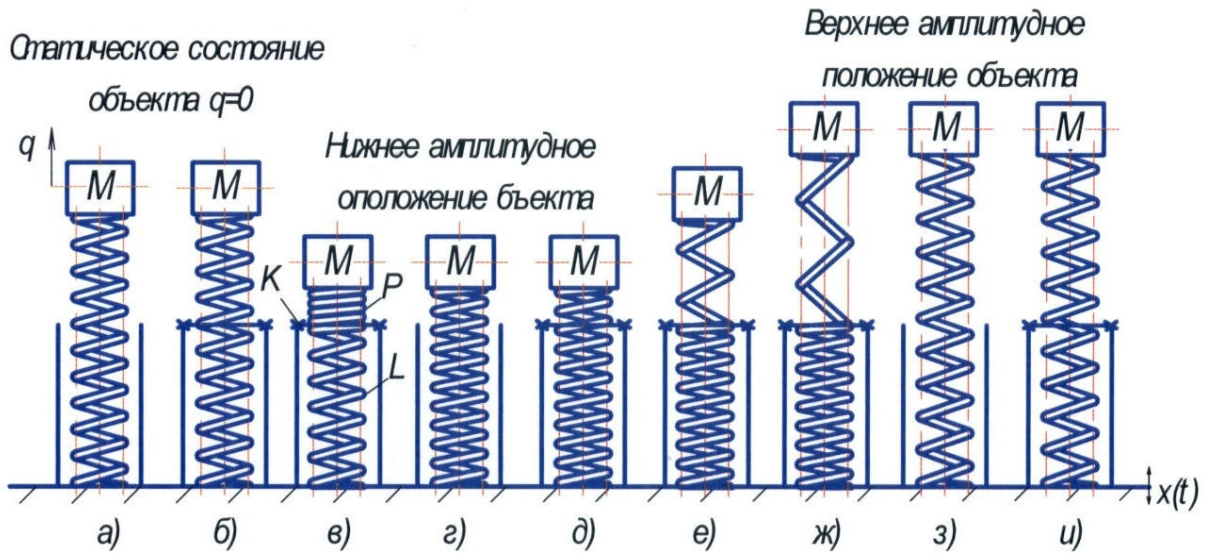 Статическое состояние
объекта q=0
Верхнее амплитудное
положение объекта
Нижнее амплитудное
оположение бъекта
q
М
М
М
М
М
М
М
М
М
К
Р
L
x(t)
а)
б)
в)
г)
д)
е)
ж)
з)
и)